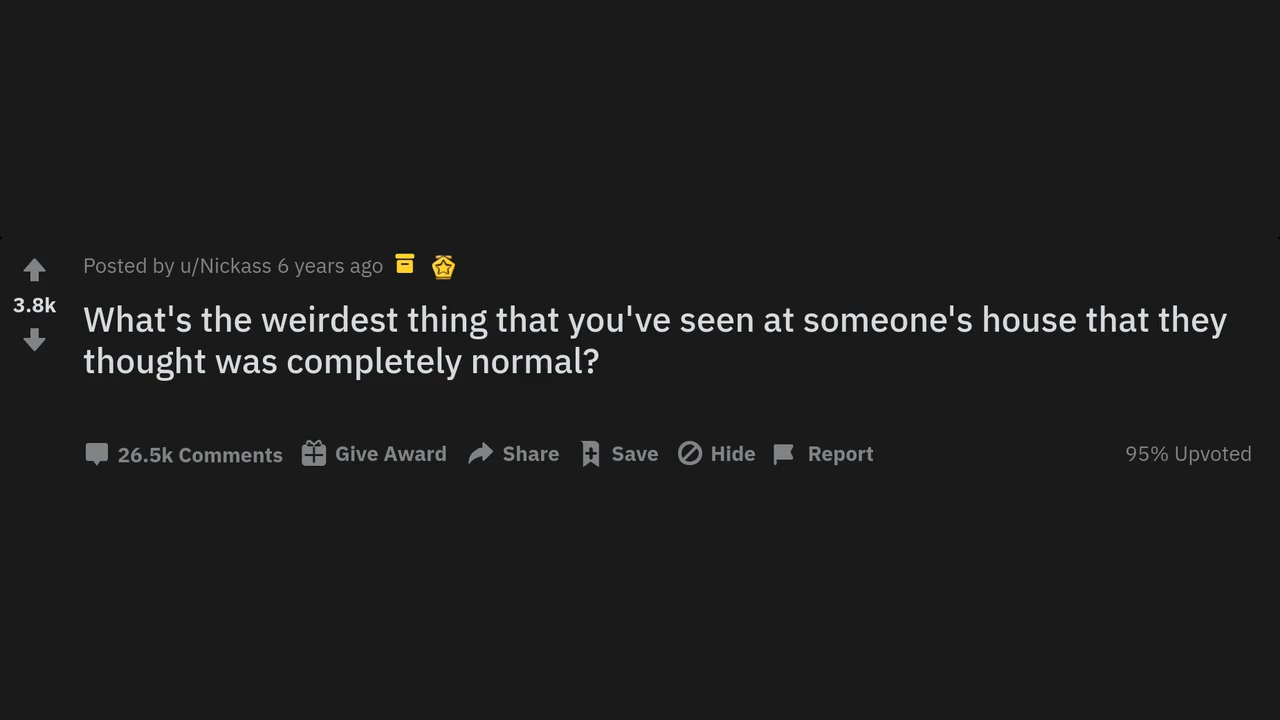 Posted by u/Nickass 6 years ago
3.8k
What's the weirdest thing that you've seen at someone's house that they
thought was completely normal?
26.5k Comments Give Award Share Save Hide Report 95% Upvoted